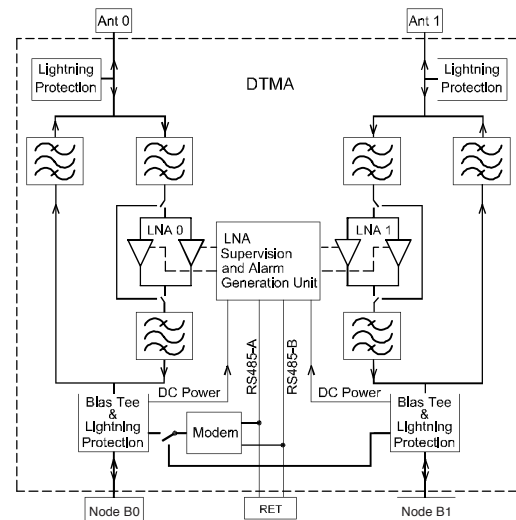 Ant 0
Ant 1
Lightning
Protection
DTMA
Lightning
Protection
LNA 0
LNA
Supervision
and Alarm
Generation Unit
LNA 1
DC Power
RS485-A
RS485-B
DC Power
Bias Tee
&
Lightning
Protection
Modem
Bias Tee
&
Lightning
Protection
Node B0
RET
Node B1